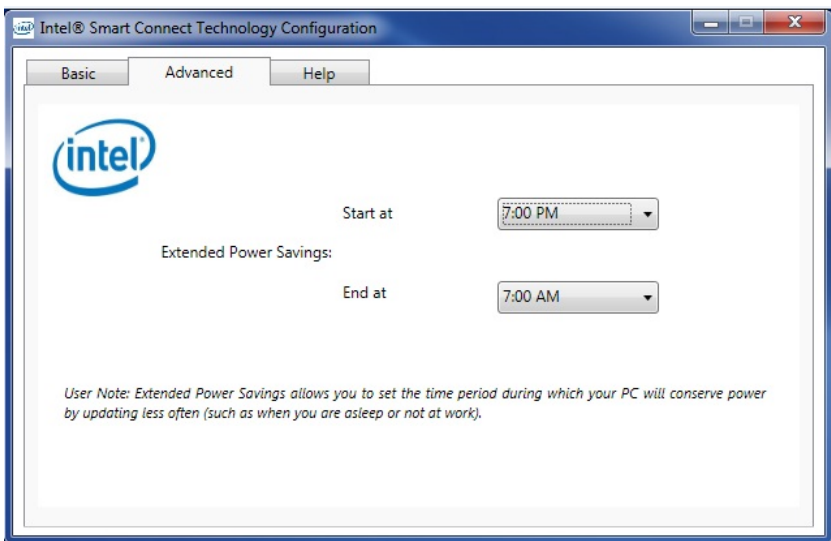 Intel® Smart Connect Technology Configuration
Basic Advanced Help
intel
Start at 7:00 PM
Extended Power Savings:
End at 7:00 AM
User Note: Extended Power Savings allows you to set the time period during which your PC will conserve power
by updating less often (such as when you are asleep or not at work).